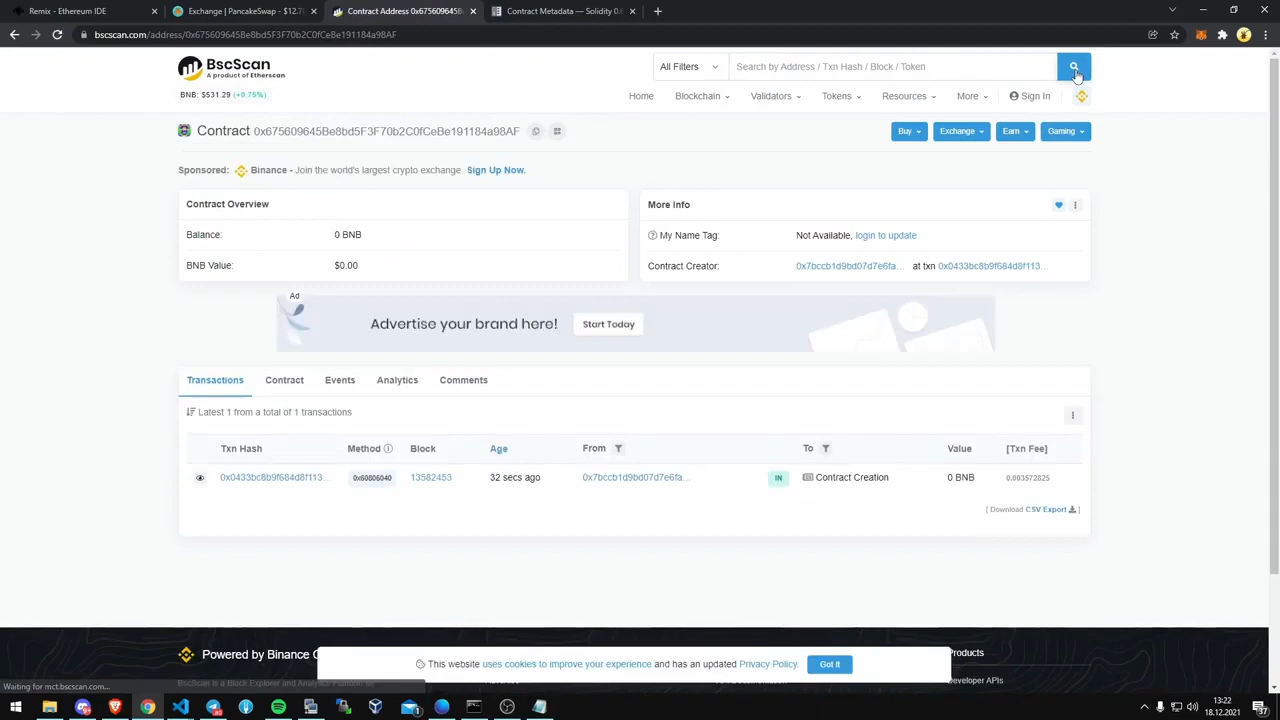 Remix - Ethereum IDE
Exchange | PancakeSwap - $12.7
Contract Address 0x675609645B
Contract Metadata — Solidity 0.
bscscan.com/address/0x675609645Be8bd5F3F70b2C0fCeBe191184a98AF
BscScan
A product of Etherscan
All Filters
Search by Address / Txn Hash / Block / Token
BNB: $531.29 (+0.75%)
Home
Blockchain
Validators
Tokens
Resources
More
Sign In
Contract 0x675609645Be8bd5F3F70b2C0fCeBe191184a98AF
Buy
Exchange
Earn
Gaming
Sponsored: Binance - Join the world's largest crypto exchange. Sign Up Now.
Contract Overview
Balance: 0 BNB
BNB Value: $0.00
More Info
My Name Tag: Not Available, login to update
Contract Creator: 0x7bccb1d9bd07d7e6fa... at txn 0x0433bc8b9f684d8f113...
Ad
Advertise your brand here!
Start Today
Transactions
Contract
Events
Analytics
Comments
Latest 1 from a total of 1 transactions
Txn Hash
Method
Block
Age
From
To
Value
[Txn Fee]
0x0433bc8b9f684d8f113...
0x60806040
13582453
32 secs ago
0x7bccb1d9bd07d7e6fa...
IN
Contract Creation
0 BNB
0.003572825
[ Download CSV Export ]
Powered by Binance
This website uses cookies to improve your experience and has an updated Privacy Policy.
Got It
Products
Developer APIs
Waiting for mct.bscscan.com...
13:22
18.12.2021